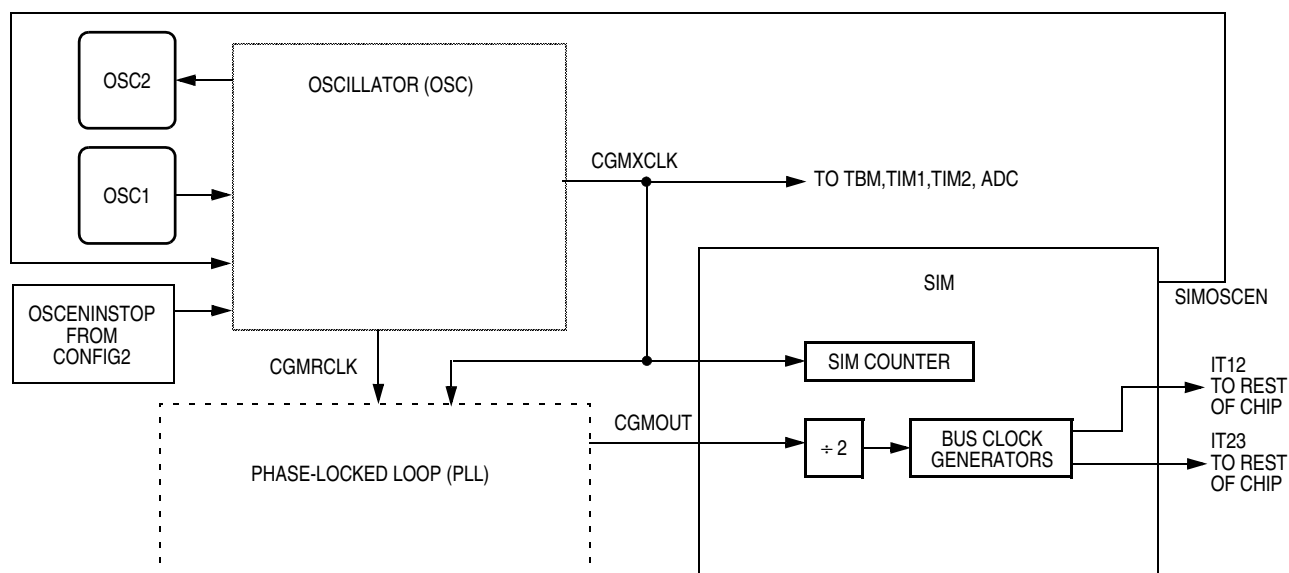 OSC2
OSCILLATOR (OSC)
CGMXCLK
TO TBM,TIM1,TIM2, ADC
OSC1
SIM
SIMOSCEN
OSCENINSTOP
FROM
CONFIG2
CGMRCLK
SIM COUNTER
IT12
TO REST
OF CHIP
CGMOUT
÷ 2
BUS CLOCK
GENERATORS
IT23
TO REST
OF CHIP
PHASE-LOCKED LOOP (PLL)